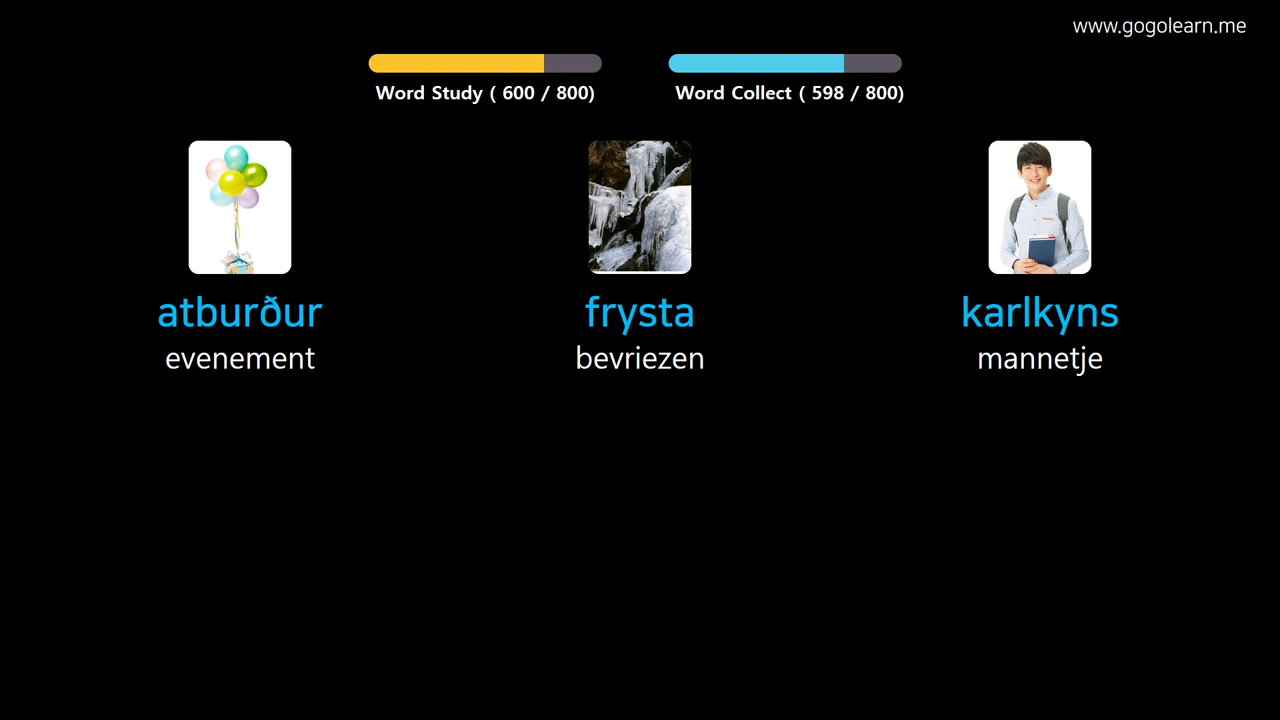 www.gogolearn.me
Word Study ( 600 / 800)
Word Collect ( 598 / 800)
atburður
frysta
karlkyns
evenement
bevriezen
mannetje